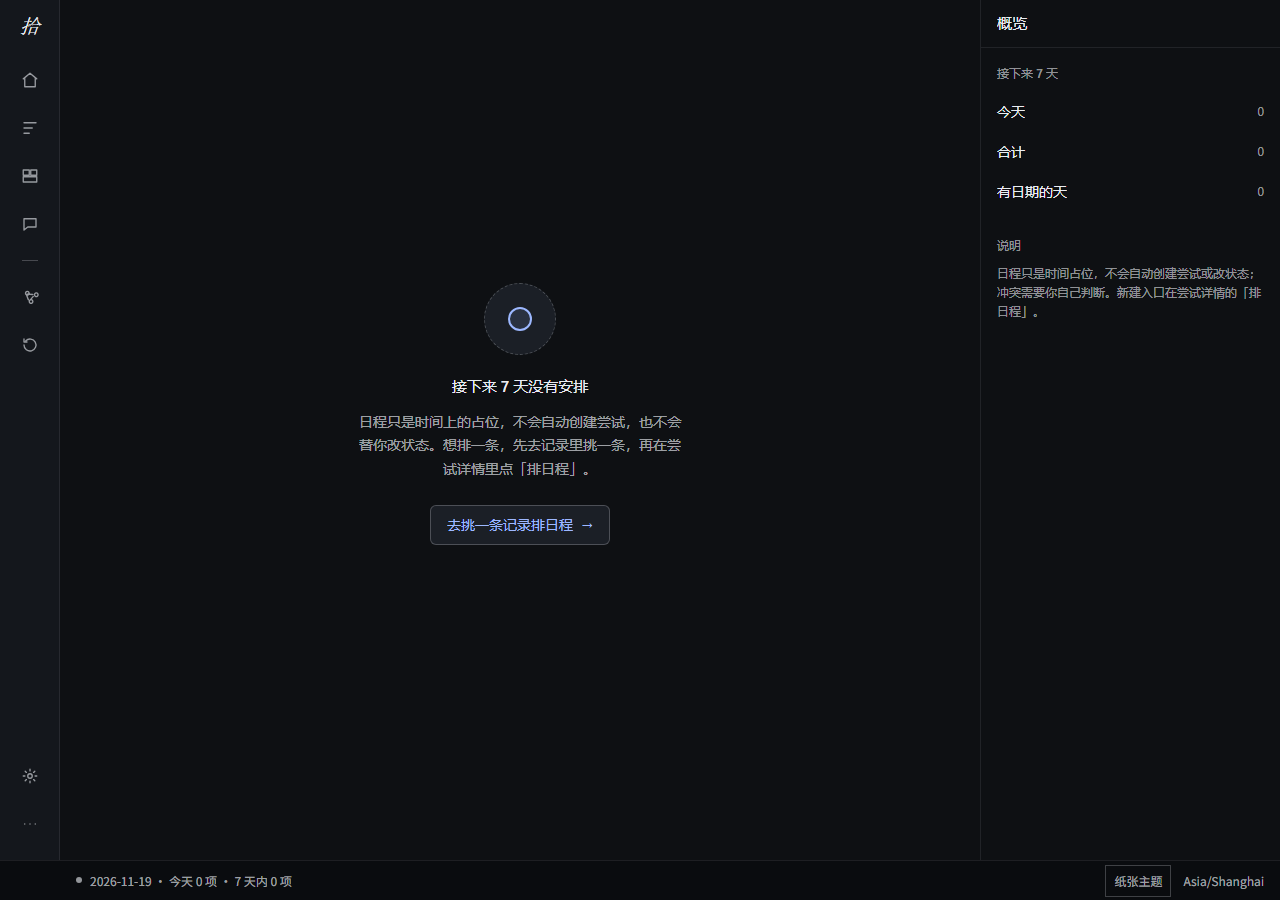 拾
接下来 7 天没有安排
日程只是时间上的占位，不会自动创建尝试，也不会
替你改状态。想排一条，先去记录里挑一条，再在尝
试详情里点「排日程」。
去挑一条记录排日程 →
概览
接下来 7 天
今天 0
合计 0
有日期的天 0
说明
日程只是时间占位，不会自动创建尝试或改状态；
冲突需要你自己判断。新建入口在尝试详情的「排
日程」。
2026-11-19 · 今天 0 项 · 7 天内 0 项
纸张主题 Asia/Shanghai